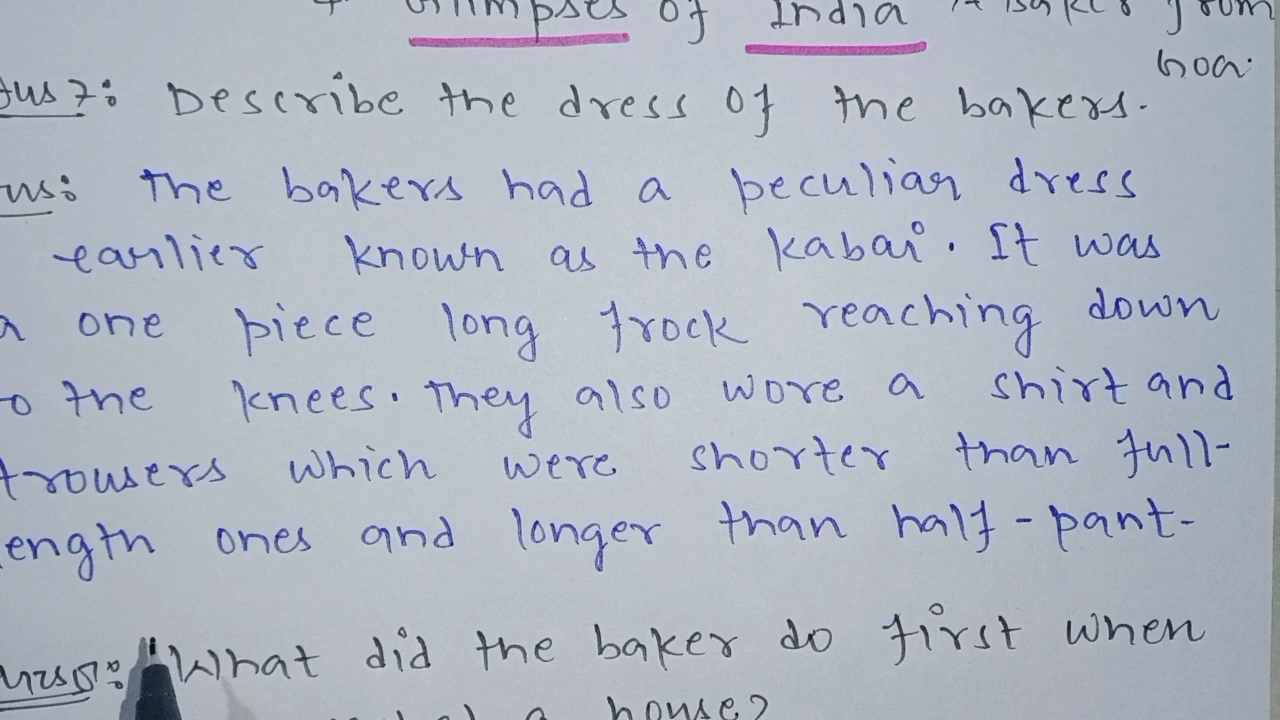 Glimpses of India A Baker from
Goa.
Describe the dress of the bakers.
The bakers had a peculiar dress
earlier known as the kabai. It was
a one piece long frock reaching down
to the knees. They also wore a shirt and
trousers which were shorter than full-
length ones and longer than half-pant-
What did the baker do first when
a house?